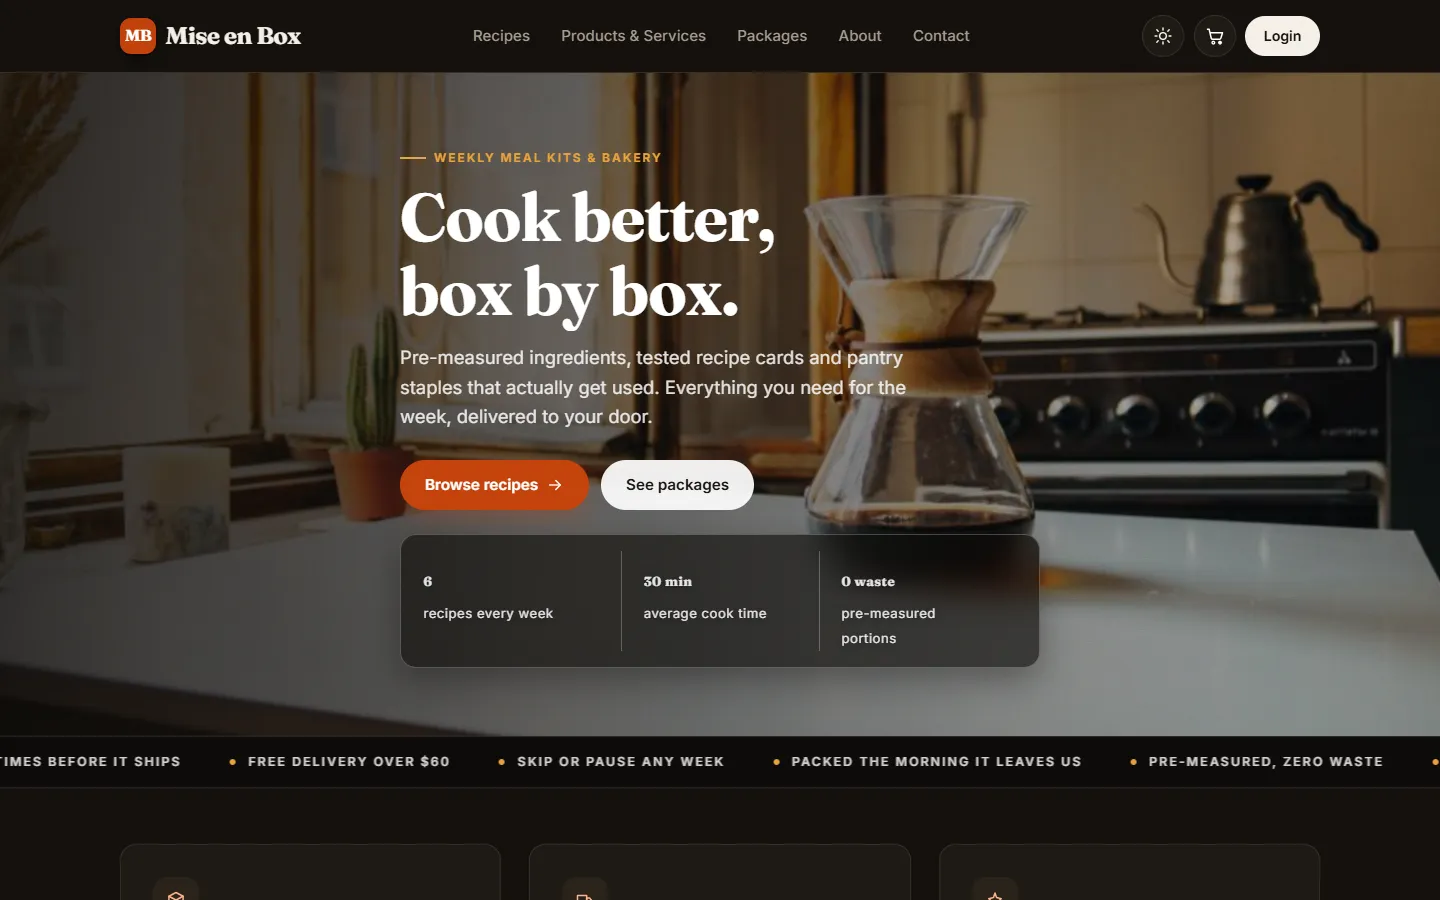 MB Mise en Box
Recipes
Products & Services
Packages
About
Contact
Login
WEEKLY MEAL KITS & BAKERY
Cook better,
box by box.
Pre-measured ingredients, tested recipe cards and pantry
staples that actually get used. Everything you need for the
week, delivered to your door.
Browse recipes →
See packages
6
recipes every week
30 min
average cook time
0 waste
pre-measured
portions
BEFORE IT SHIPS • FREE DELIVERY OVER $60 • SKIP OR PAUSE ANY WEEK • PACKED THE MORNING IT LEAVES US • PRE-MEASURED, ZERO WASTE •